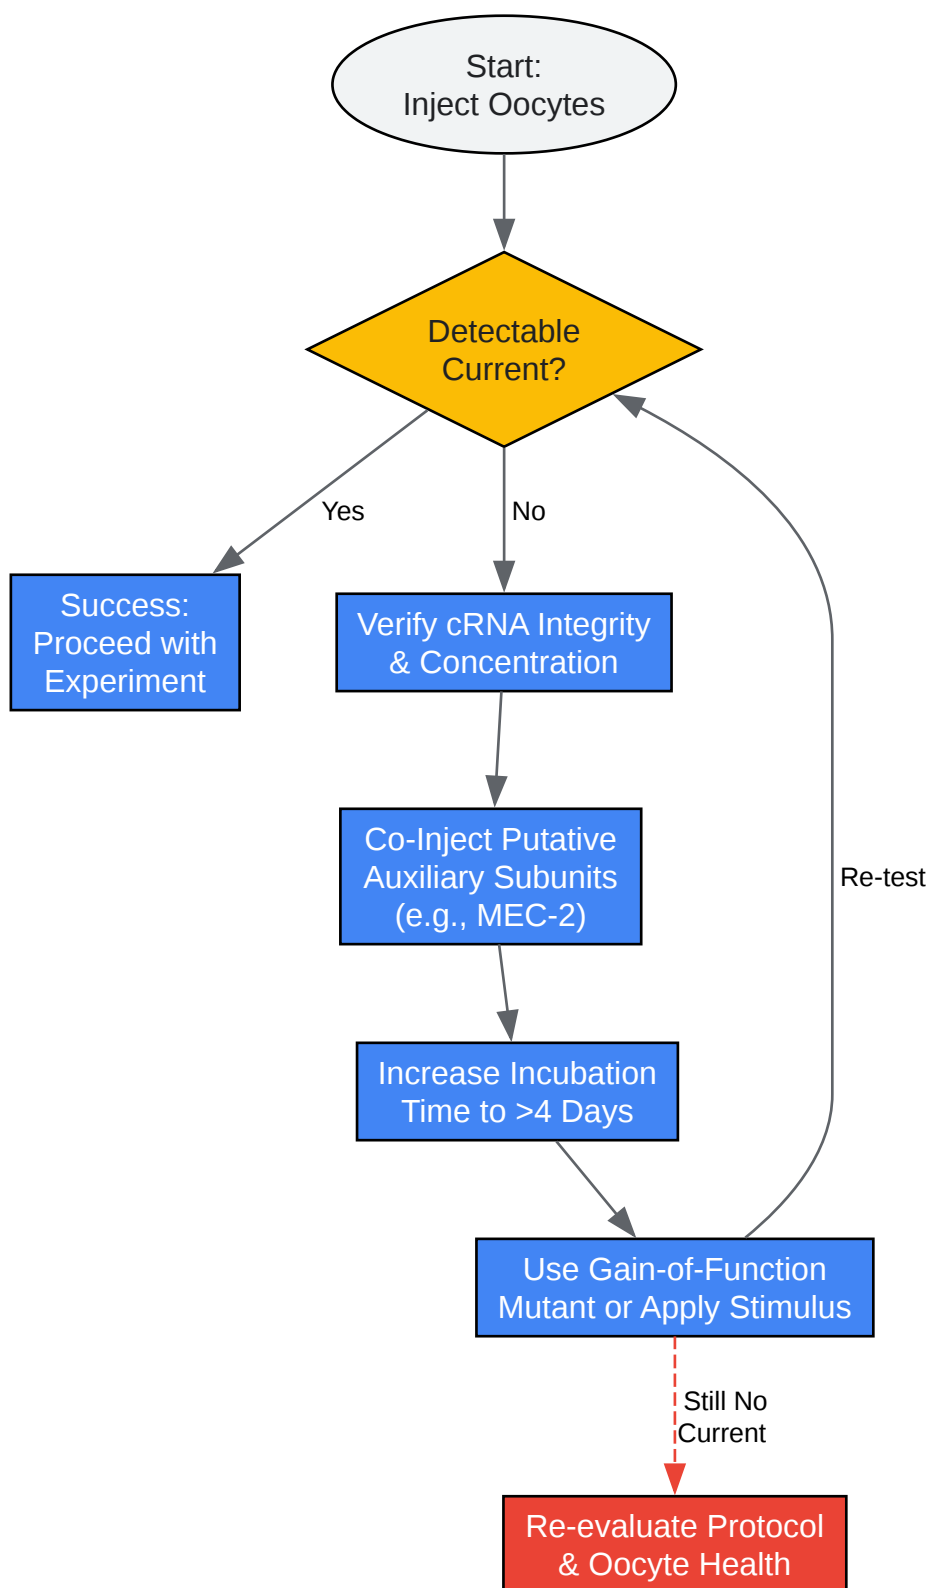 Start:
Inject Oocytes
Detectable
Current?
Yes
No
Success:
Proceed with
Experiment
Verify cRNA Integrity
& Concentration
Co-Inject Putative
Auxiliary Subunits
(e.g., MEC-2)
Re-test
Increase Incubation
Time to >4 Days
Use Gain-of-Function
Mutant or Apply Stimulus
Still No
Current
Re-evaluate Protocol
& Oocyte Health